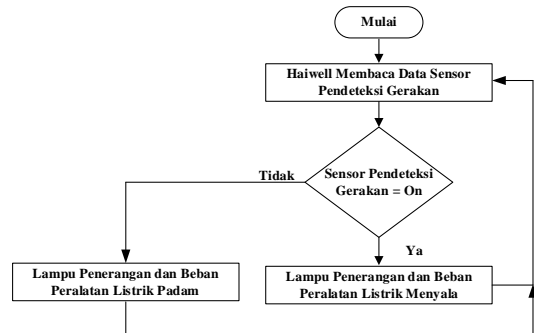 Mulai
Haiwell Membaca Data Sensor
Pendeteksi Gerakan
Sensor Pendeteksi
Gerakan = On
Tidak
Ya
Lampu Penerangan dan Beban
Peralatan Listrik Padam
Lampu Penerangan dan Beban
Peralatan Listrik Menyala